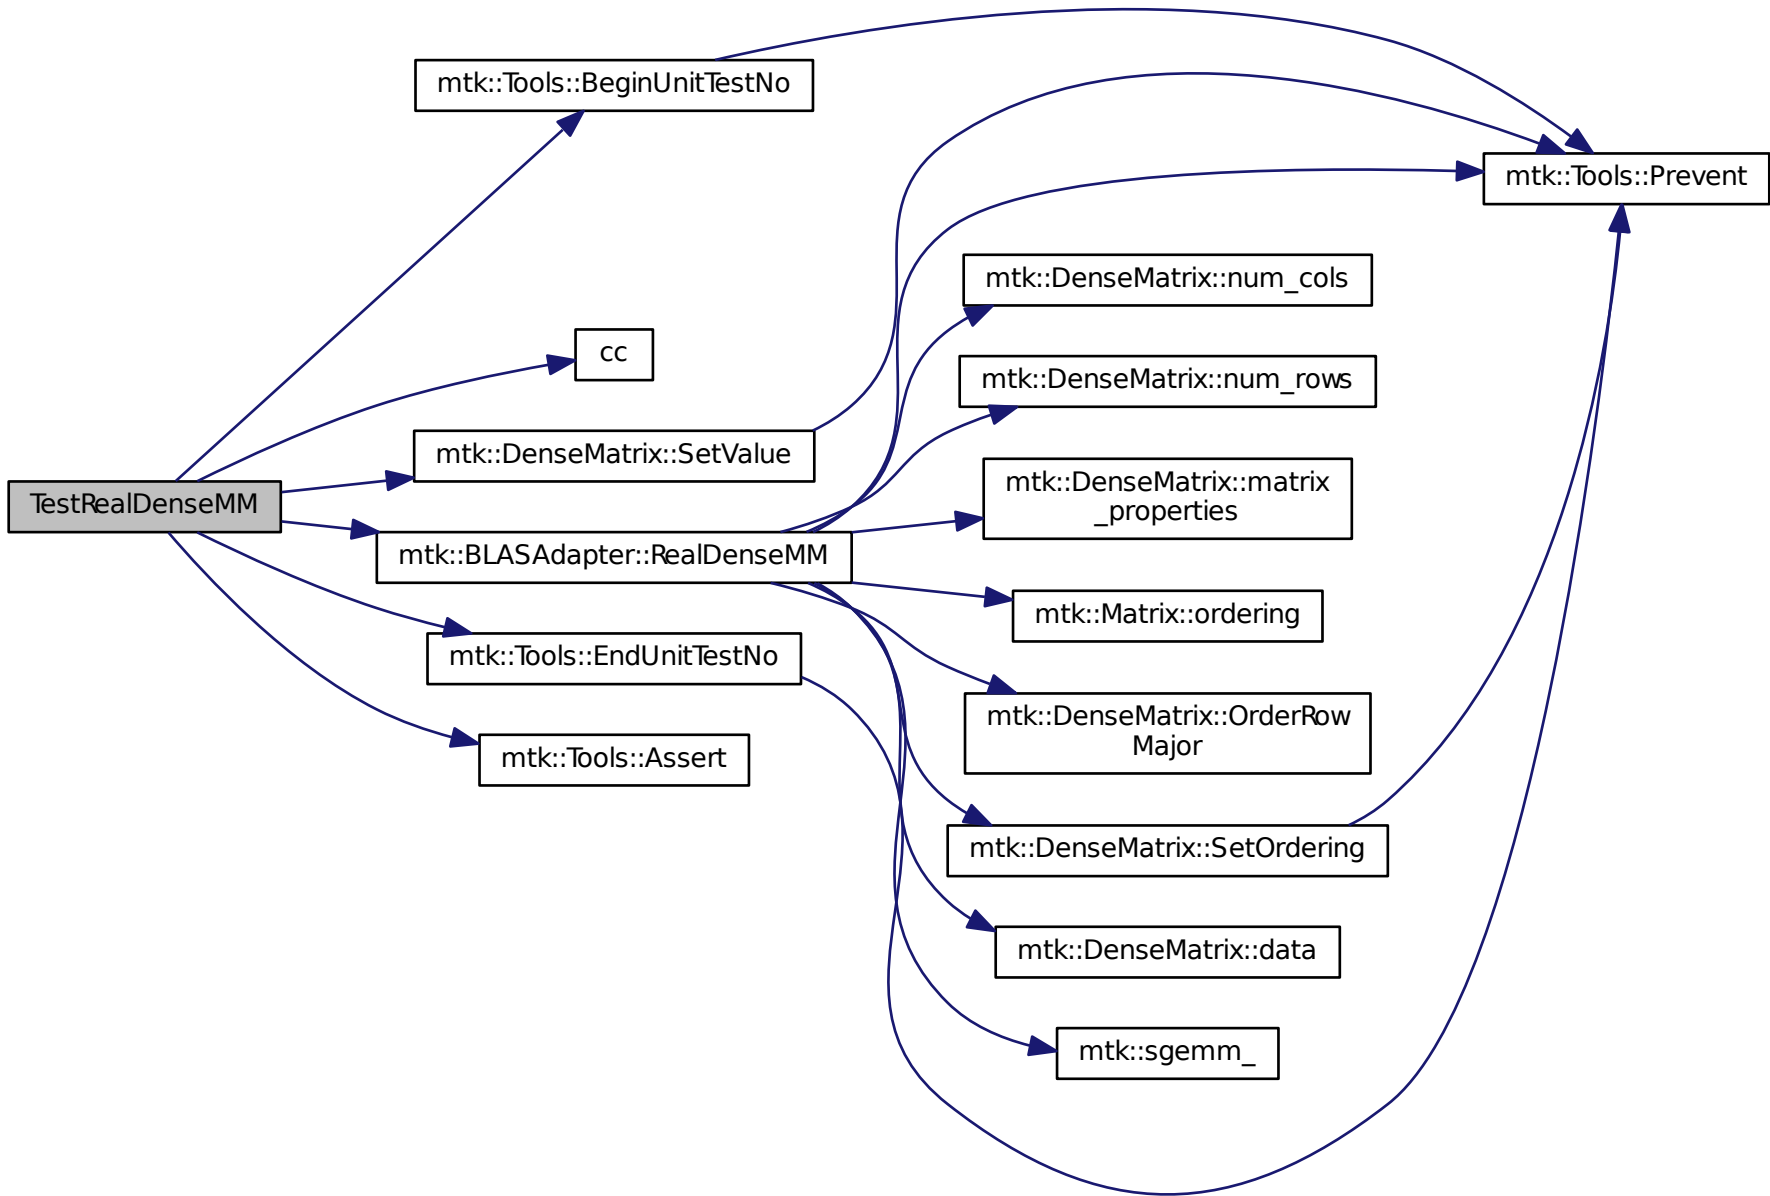 TestRealDenseMM
mtk::Tools::BeginUnitTestNo
cc
mtk::DenseMatrix::SetValue
mtk::BLASAdapter::RealDenseMM
mtk::Tools::EndUnitTestNo
mtk::Tools::Assert
mtk::Tools::Prevent
mtk::DenseMatrix::num_cols
mtk::DenseMatrix::num_rows
mtk::DenseMatrix::matrix
_properties
mtk::Matrix::ordering
mtk::DenseMatrix::OrderRow
Major
mtk::DenseMatrix::SetOrdering
mtk::DenseMatrix::data
mtk::sgemm_